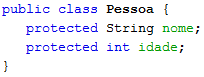 public class Pessoa {
    protected String nome;
    protected int idade;
}